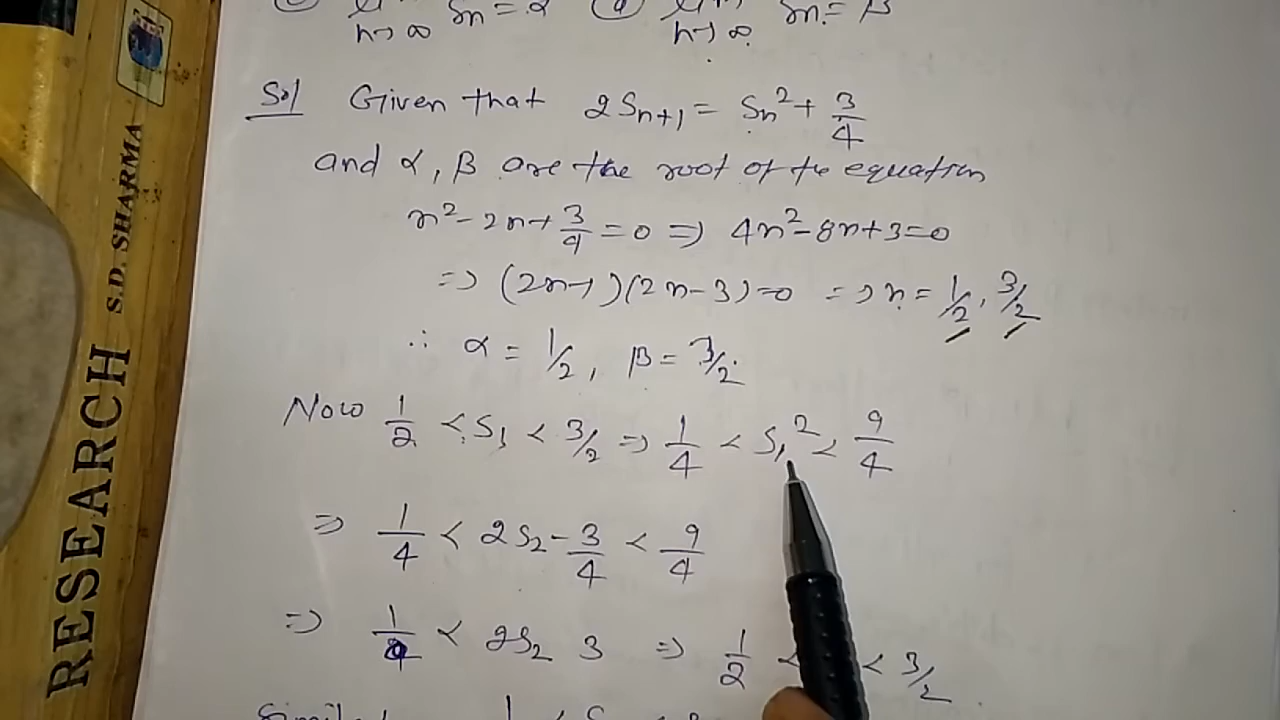 n→∞ Sn = α (d) n→∞ Sn = β
Sol Given that 2Sn+1 = Sn² + 3/4
and α, β are the root of the equation
x² - 2x + 3/4 = 0 ⇒ 4x² - 8x + 3 = 0
⇒ (2x-1)(2x-3) = 0 ⇒ x = 1/2, 3/2
∴ α = 1/2, β = 3/2
Now 1/2 < S1 < 3/2 ⇒ 1/4 < S1² < 9/4
⇒ 1/4 < 2S2 - 3/4 < 9/4
⇒ < 2S2 3 ⇒ 1/2 < < 3/2
RESEARCH S.D. SHARMA